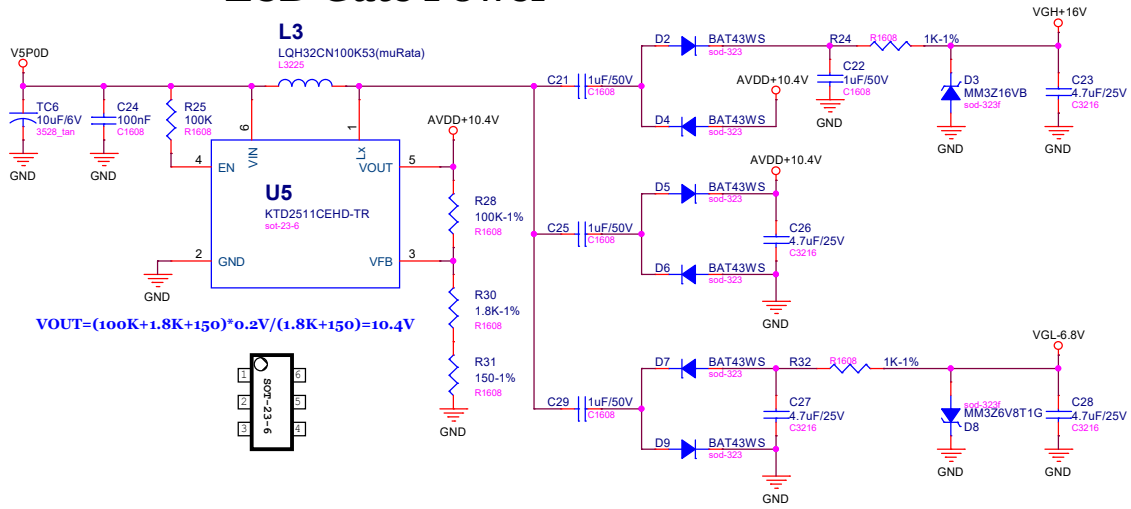 LCD Gate Power
V5P0D
TC6
10uF/6V
3528_tan
GND
C24
100nF
C1608
GND
R25
100K
R1608
L3
LQH32CN100K53(muRata)
L3225
6
VIN
1
Lx
4
EN
VOUT
5
U5
KTD2511CEHD-TR
sot-23-6
2
GND
VFB
3
GND
AVDD+10.4V
R28
100K-1%
R1608
R30
1.8K-1%
R1608
R31
150-1%
R1608
GND
VOUT=(100K+1.8K+150)*0.2V/(1.8K+150)=10.4V
1
2
3
SOT-23-6
6
5
4
C21
1uF/50V
C1608
D2
BAT43WS
sod-323
AVDD+10.4V
D4
BAT43WS
sod-323
C22
1uF/50V
C1608
GND
R24
R1608
1K-1%
VGH+16V
D3
MM3Z16VB
sod-323f
GND
C23
4.7uF/25V
C3216
GND
C25
1uF/50V
C1608
D5
BAT43WS
sod-323
AVDD+10.4V
D6
BAT43WS
sod-323
C26
4.7uF/25V
C3216
GND
C29
1uF/50V
C1608
D7
BAT43WS
sod-323
D9
BAT43WS
sod-323
C27
4.7uF/25V
C3216
GND
R32
R1608
1K-1%
VGL-6.8V
sod-323f
MM3Z6V8T1G
D8
GND
C28
4.7uF/25V
C3216
GND